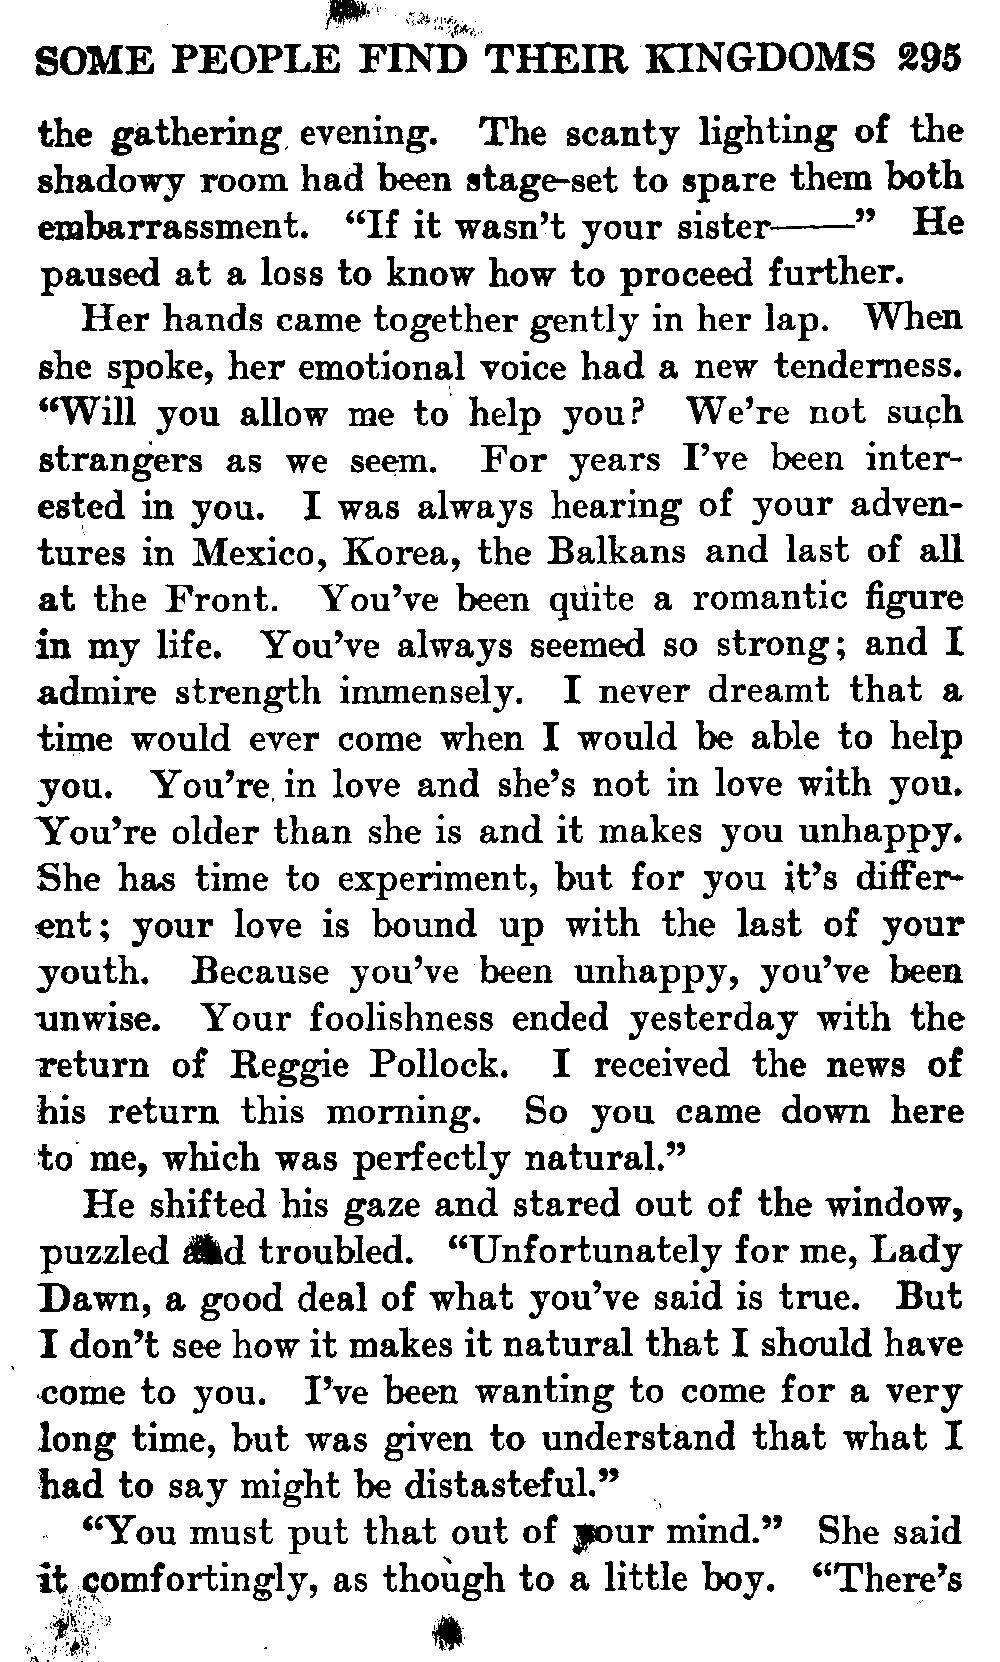 SOME PEOPLE FIND THEIR KINGDOMS 295
the gathering evening. The scanty lighting of the
shadowy room had been stage-set to spare them both
embarrassment. “If it wasn’t your sister——” He
paused at a loss to know how to proceed further.
Her hands came together gently in her lap. When
she spoke, her emotional voice had a new tenderness.
“Will you allow me to help you? We’re not such
strangers as we seem. For years I’ve been inter-
ested in you. I was always hearing of your adven-
tures in Mexico, Korea, the Balkans and last of all
at the Front. You’ve been quite a romantic figure
in my life. You’ve always seemed so strong; and I
admire strength immensely. I never dreamt that a
time would ever come when I would be able to help
you. You’re in love and she’s not in love with you.
You’re older than she is and it makes you unhappy.
She has time to experiment, but for you it’s differ-
ent; your love is bound up with the last of your
youth. Because you’ve been unhappy, you’ve been
unwise. Your foolishness ended yesterday with the
return of Reggie Pollock. I received the news of
his return this morning. So you came down here
to me, which was perfectly natural.”
He shifted his gaze and stared out of the window,
puzzled and troubled. “Unfortunately for me, Lady
Dawn, a good deal of what you’ve said is true. But
I don’t see how it makes it natural that I should have
come to you. I’ve been wanting to come for a very
long time, but was given to understand that what I
had to say might be distasteful.”
“You must put that out of your mind.” She said
it comfortingly, as though to a little boy. “There’s